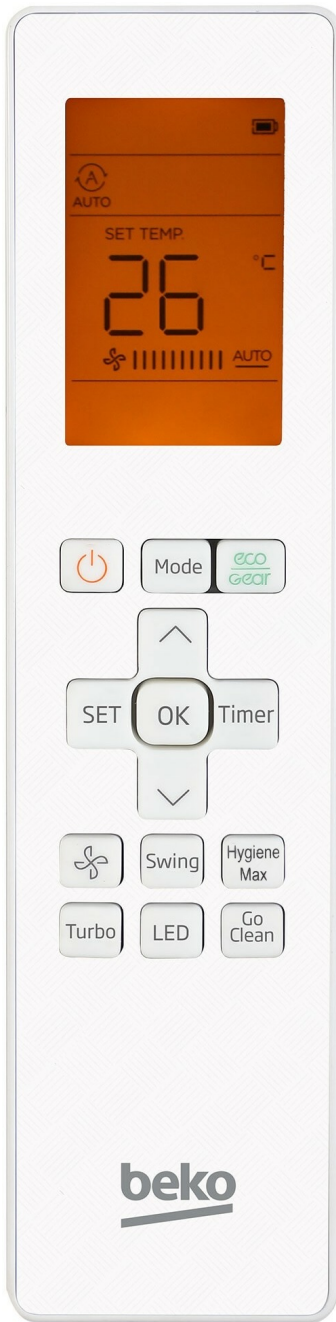 A
AUTO
SET TEMP.
26 °C
AUTO
Mode
eco
Gear
SET
OK
Timer
Swing
Hygiene
Max
Turbo
LED
Go
Clean
beko